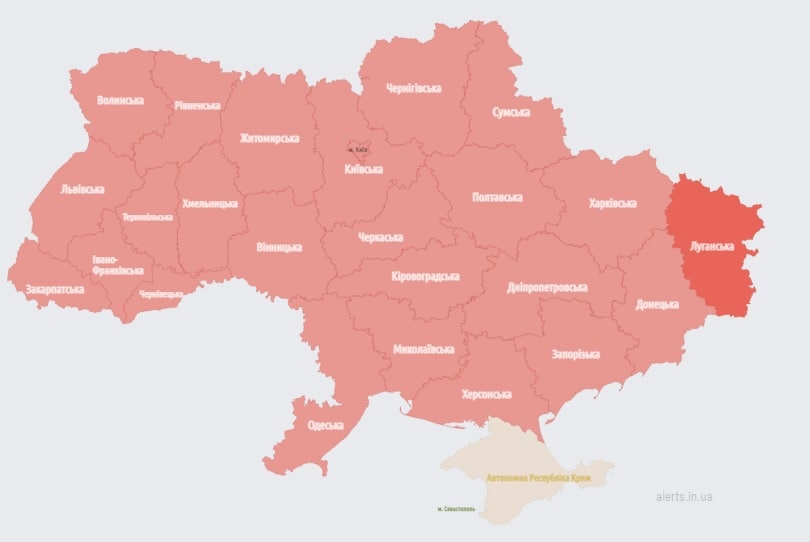 Чернігівська
Волинська
Рівненська
Сумська
Житомирська
м. Київ
Київська
Львівська
Полтавська
Хмельницька
Харківська
Тернопільська
Черкаська
Вінницька
Луганська
Івано-
Франківська
Кіровоградська
Закарпатська
Чернівецька
Дніпропетровська
Донецька
Миколаївська
Запорізька
Херсонська
Одеська
Автономна Республіка Крим
alerts.in.ua
м. Севастополь